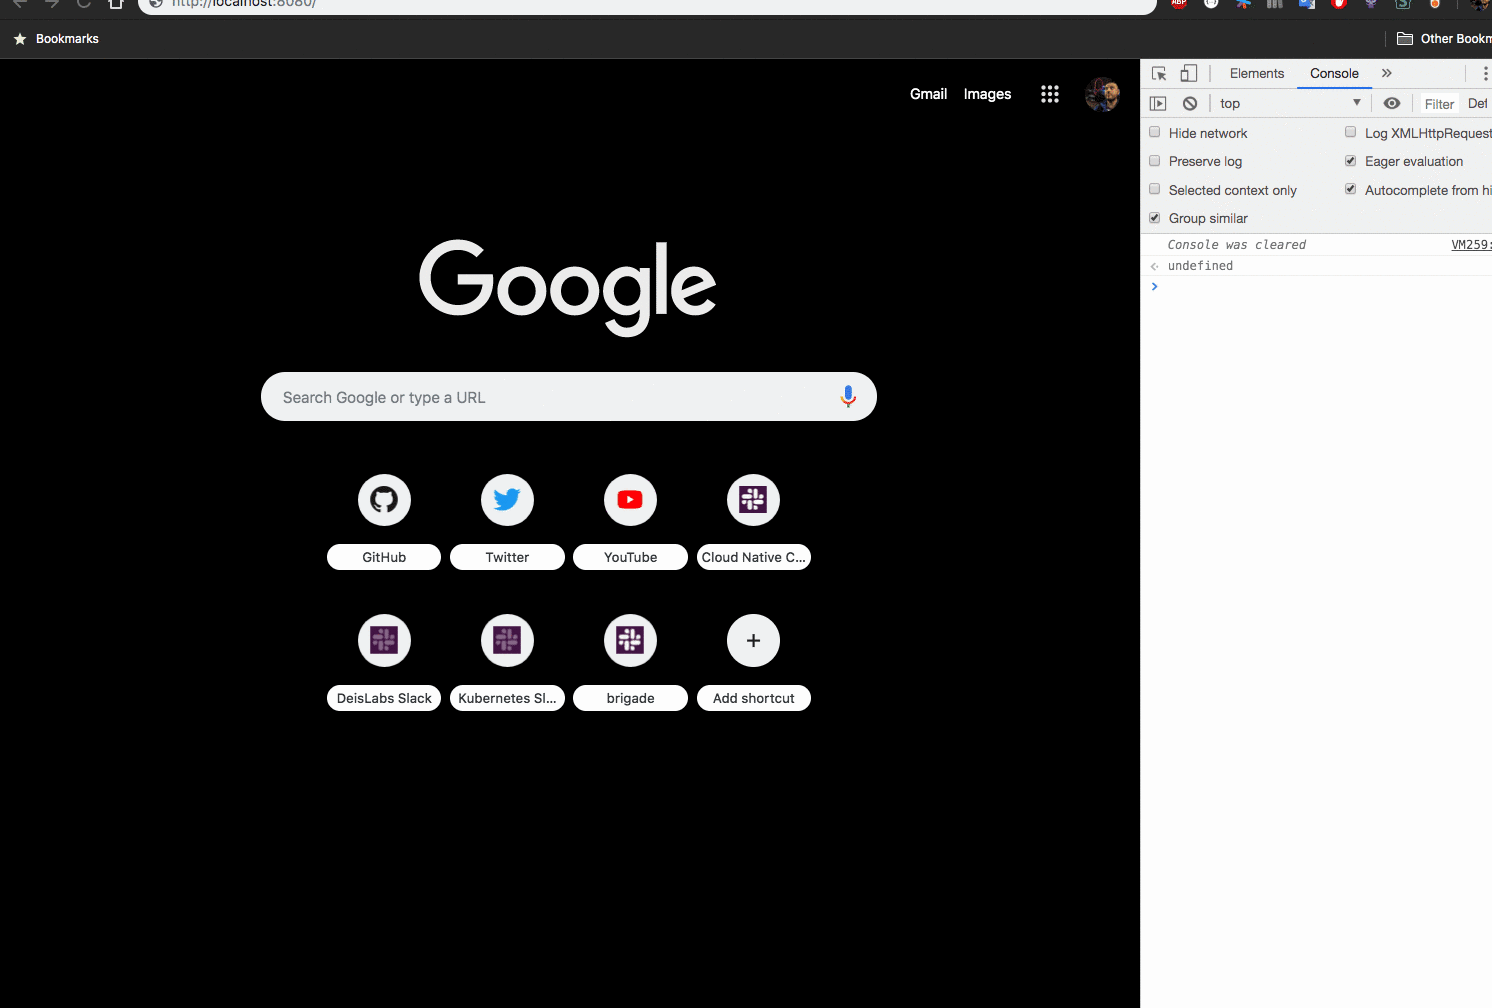 http://localhost:8080/
ABP
Bookmarks
Other Bookm
Gmail Images
Elements Console
top Filter Def
Hide network Log XMLHttpRequest
Preserve log Eager evaluation
Selected context only Autocomplete from hi
Group similar
Console was cleared VM259:
undefined
Google
Search Google or type a URL
GitHub Twitter YouTube Cloud Native C...
DeisLabs Slack Kubernetes Sl... brigade Add shortcut